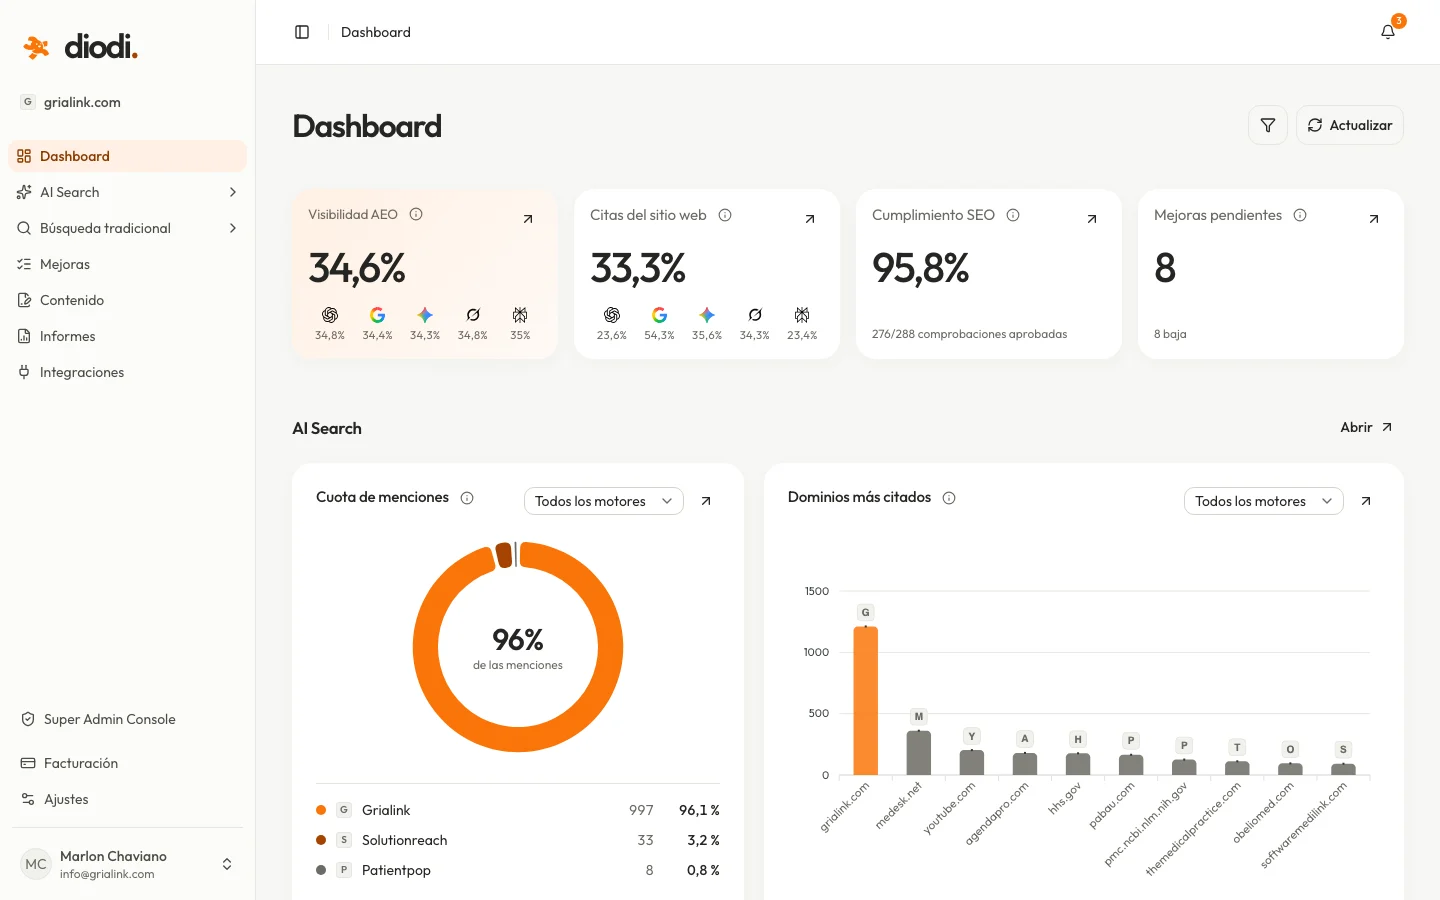 diodi.
G grialink.com
Dashboard
AI Search
Búsqueda tradicional
Mejoras
Contenido
Informes
Integraciones
Super Admin Console
Facturación
Ajustes
MC
Marlon Chaviano
info@grialink.com
Dashboard
3
Dashboard
Actualizar
Visibilidad AEO
34,6%
34,8% 34,4% 34,3% 34,8% 35%
Citas del sitio web
33,3%
23,6% 54,3% 35,6% 34,3% 23,4%
Cumplimiento SEO
95,8%
276/288 comprobaciones aprobadas
Mejoras pendientes
8
8 baja
AI Search
Abrir
Cuota de menciones
Todos los motores
96%
de las menciones
G Grialink 997 96,1 %
S Solutionreach 33 3,2 %
P Patientpop 8 0,8 %
Dominios más citados
Todos los motores
1500
1000
500
0
G M Y A H P P T O S
grialink.com
medesk.net
youtube.com
agendapro.com
hhs.gov
pabau.com
pmc.ncbi.nlm.nih.gov
themedicalpractice.com
obeliomed.com
softwaremedilink.com